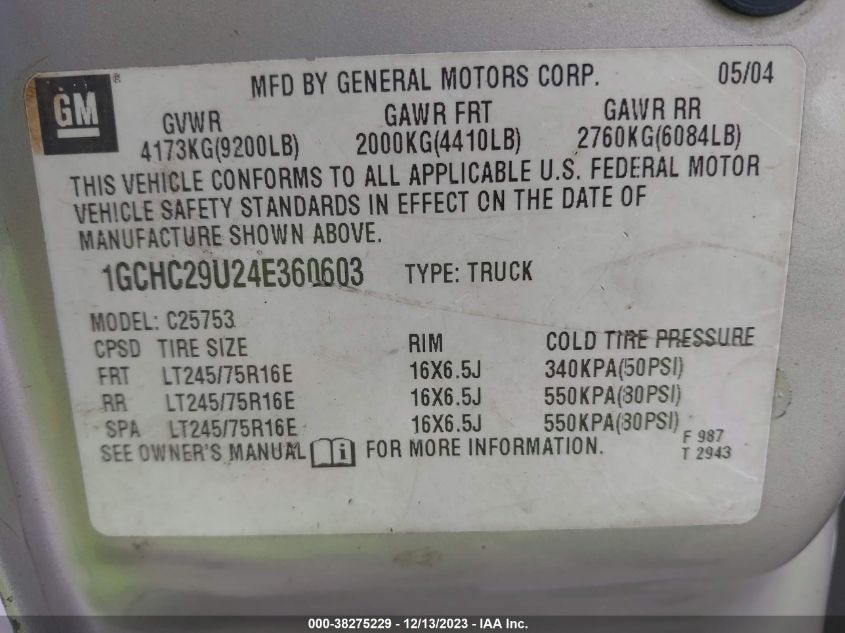 GM ® MFD BY GENERAL MOTORS CORP. 05/04
GVWR GAWR FRT GAWR RR
4173KG(9200LB) 2000KG(4410LB) 2760KG(6084LB)
THIS VEHICLE CONFORMS TO ALL APPLICABLE U.S. FEDERAL MOTOR
VEHICLE SAFETY STANDARDS IN EFFECT ON THE DATE OF
MANUFACTURE SHOWN ABOVE.
1GCHC29U24E360603 TYPE: TRUCK
MODEL: C25753
CPSD TIRE SIZE RIM COLD TIRE PRESSURE
FRT LT245/75R16E 16X6.5J 340KPA(50PSI)
RR LT245/75R16E 16X6.5J 550KPA(80PSI)
SPA LT245/75R16E 16X6.5J 550KPA(80PSI)
SEE OWNER'S MANUAL i FOR MORE INFORMATION.
F 987
T 2943
000-38275229 - 12/13/2023 - IAA Inc.